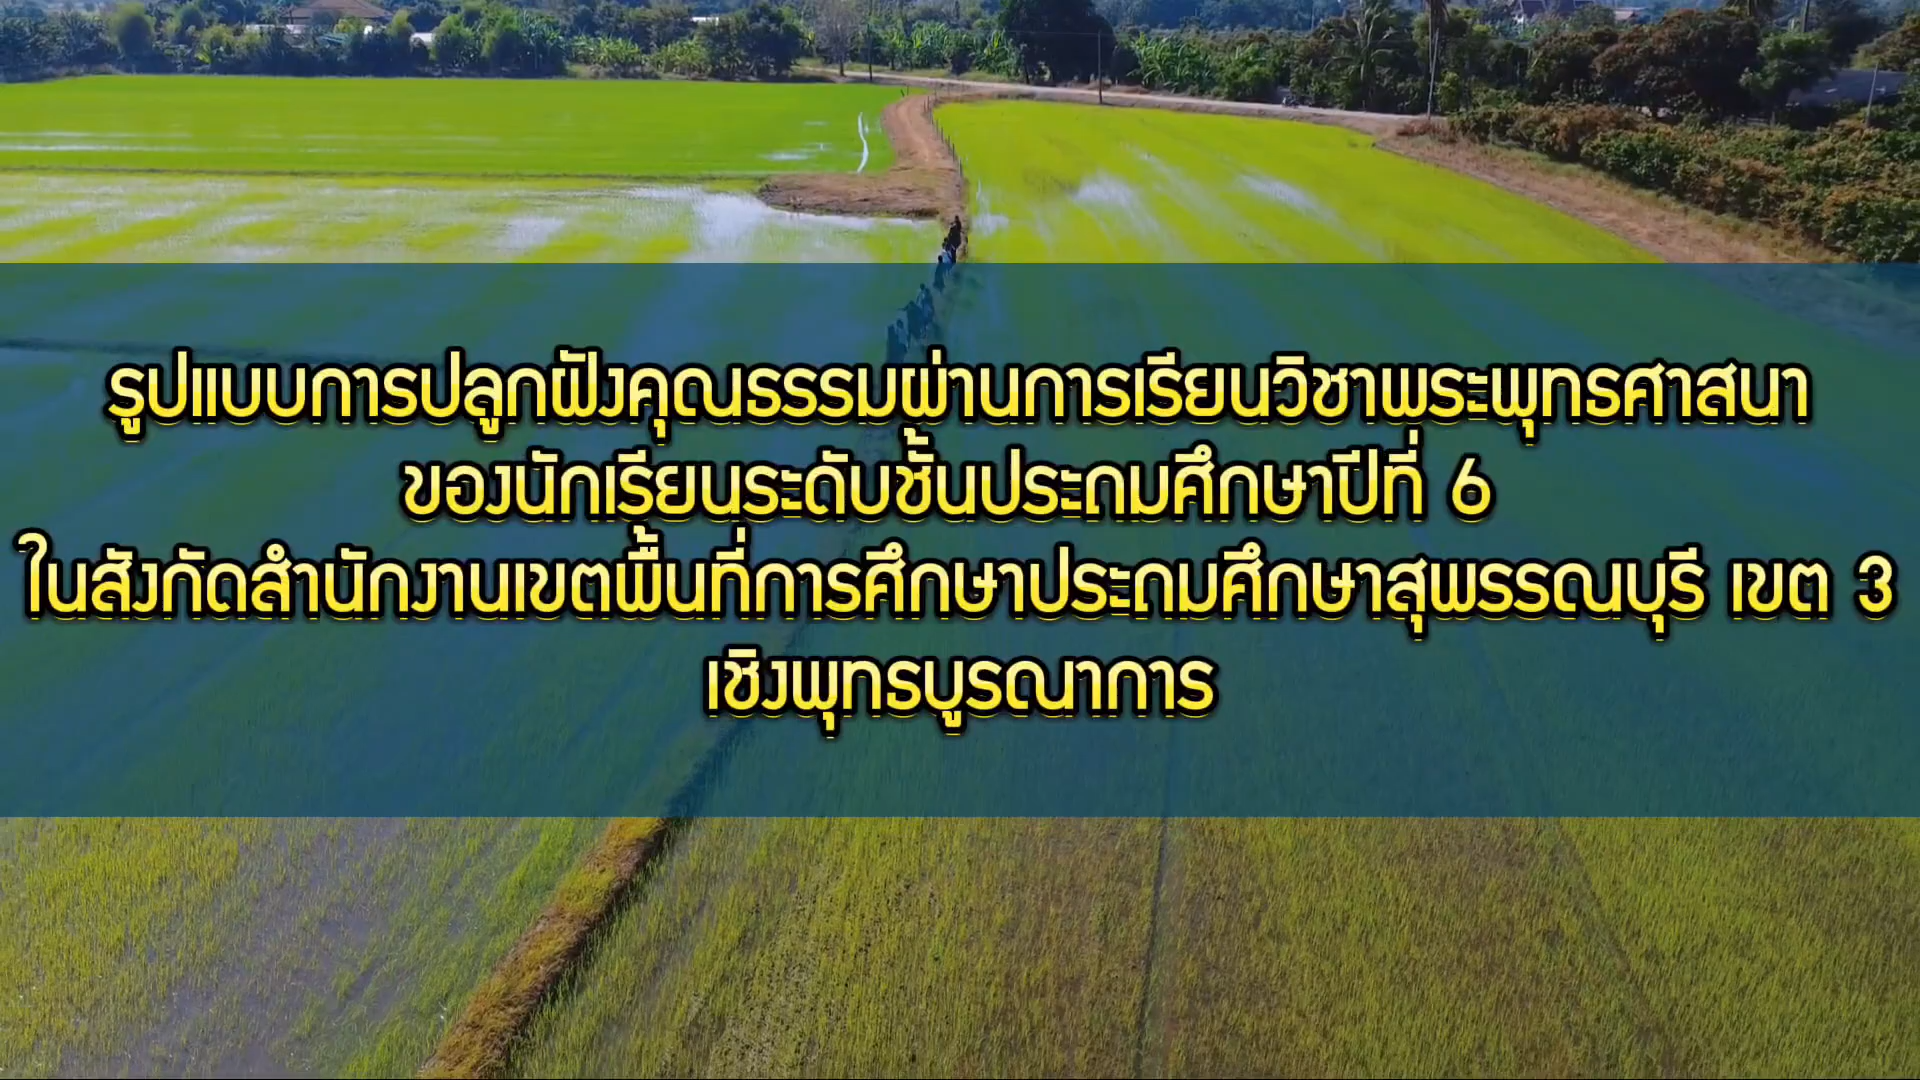 รูปแบบการปลูกฝังคุณธรรมผ่านการเรียนวิชาพระพุทธศาสนา
ของนักเรียนระดับชั้นประถมศึกษาปีที่ 6
ในสังกัดสำนักงานเขตพื้นที่การศึกษาประถมศึกษาสุพรรณบุรี เขต 3
เชิงพุทธบูรณาการ